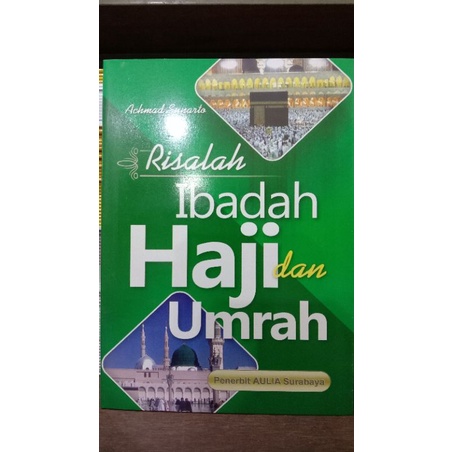 Achmad Sunarto
Risalah
Ibadah
Haji dan
Umrah
Penerbit AULIA Surabaya